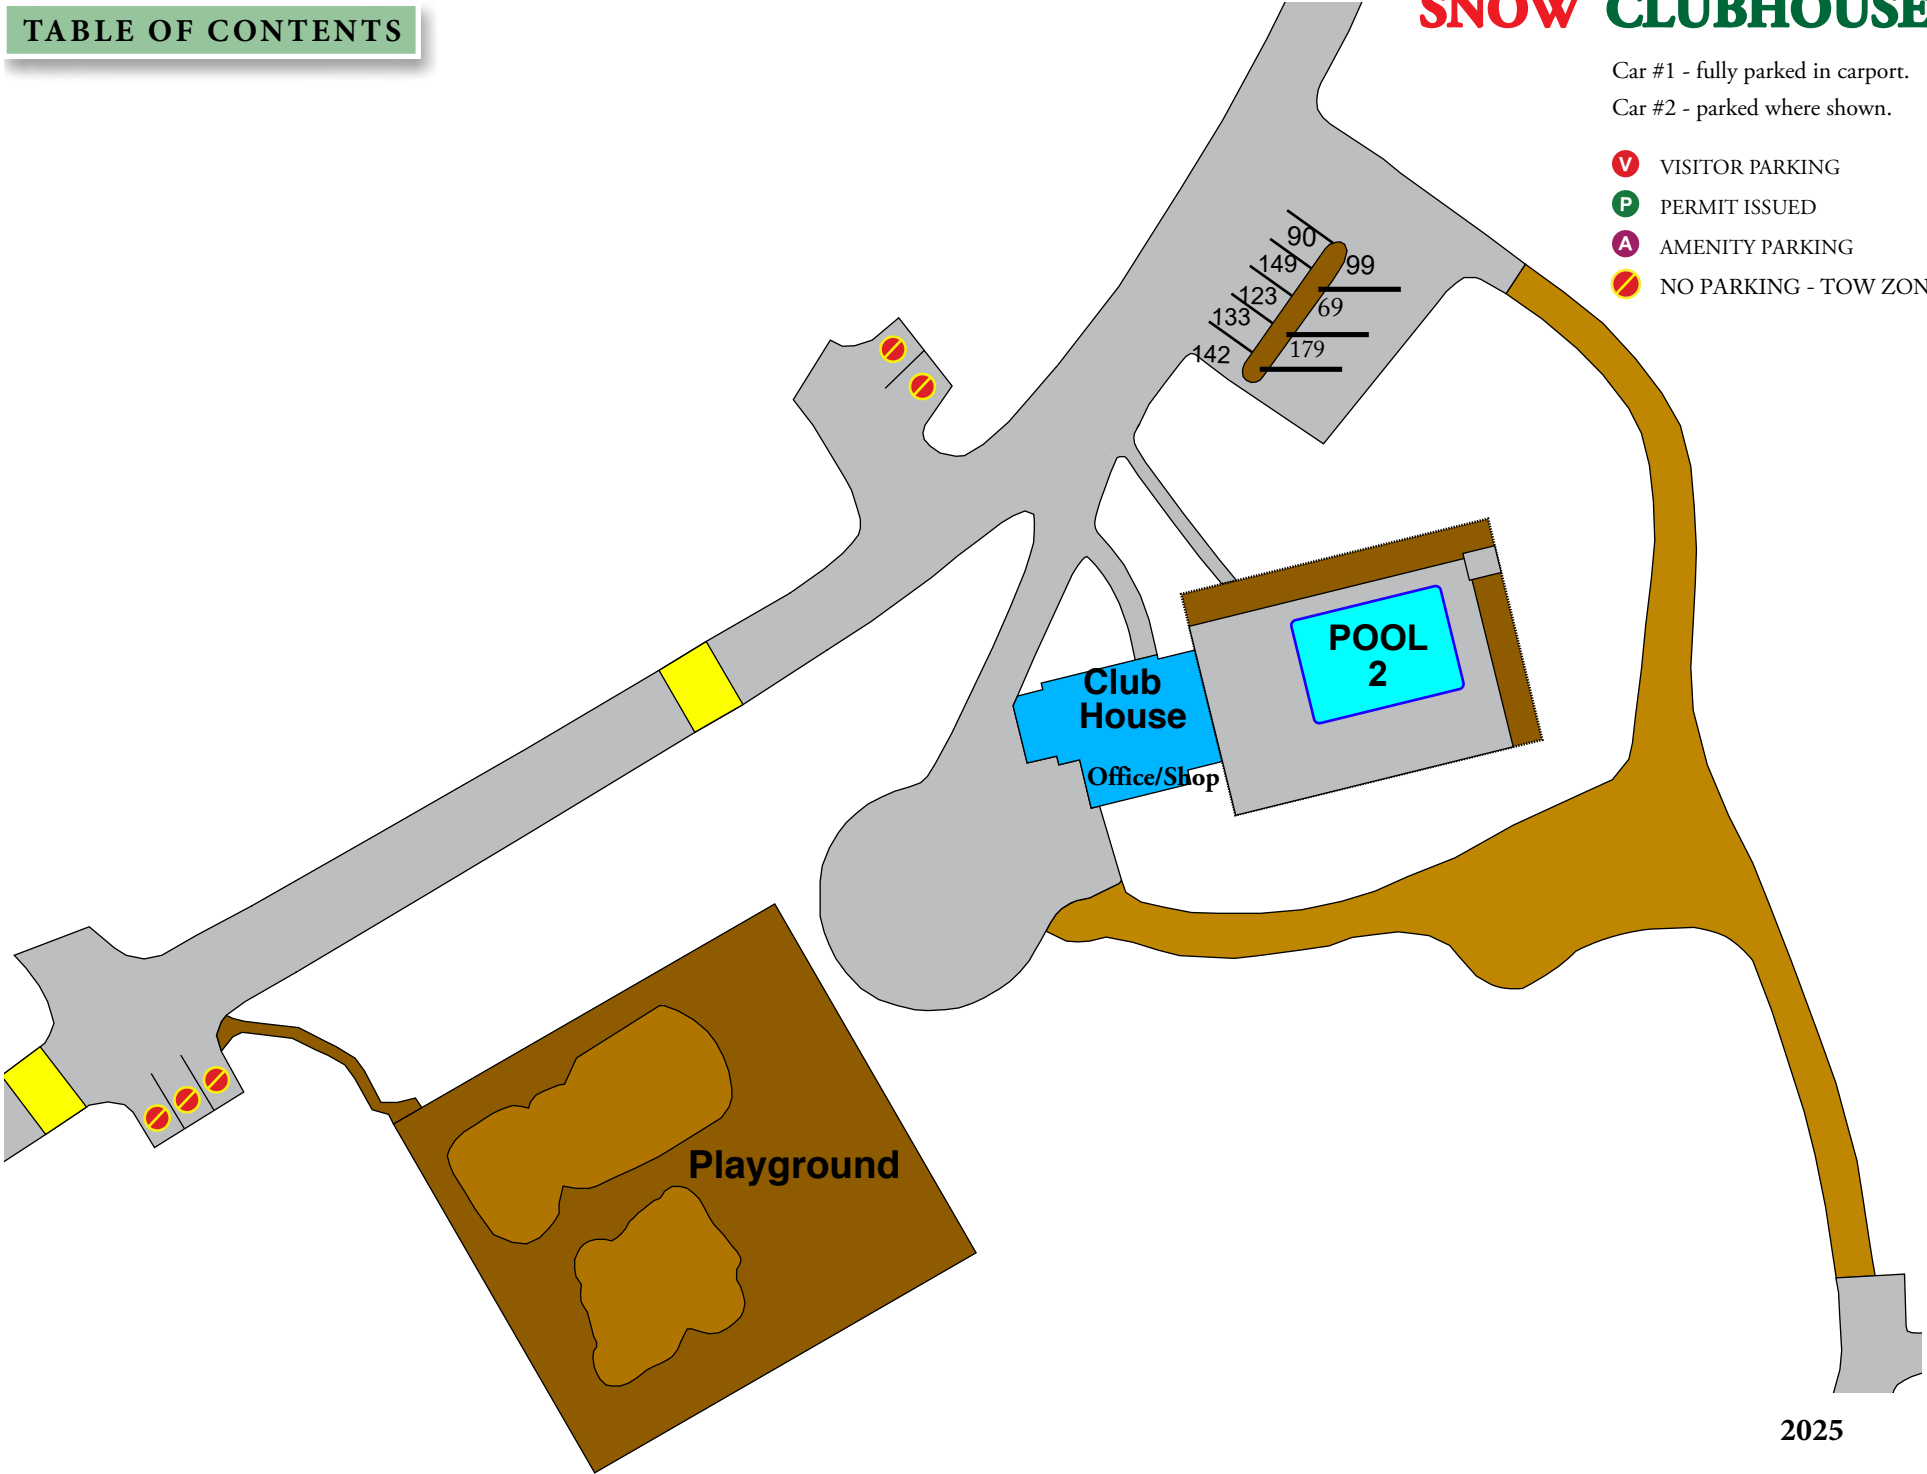 TABLE OF CONTENTS
SNOW CLUBHOUSE
Car #1 - fully parked in carport.
Car #2 - parked where shown.
V VISITOR PARKING
P PERMIT ISSUED
A AMENITY PARKING
NO PARKING - TOW ZON
90
149
99
123
69
133
142
179
POOL
2
Club
House
Office/Shop
Playground
2025